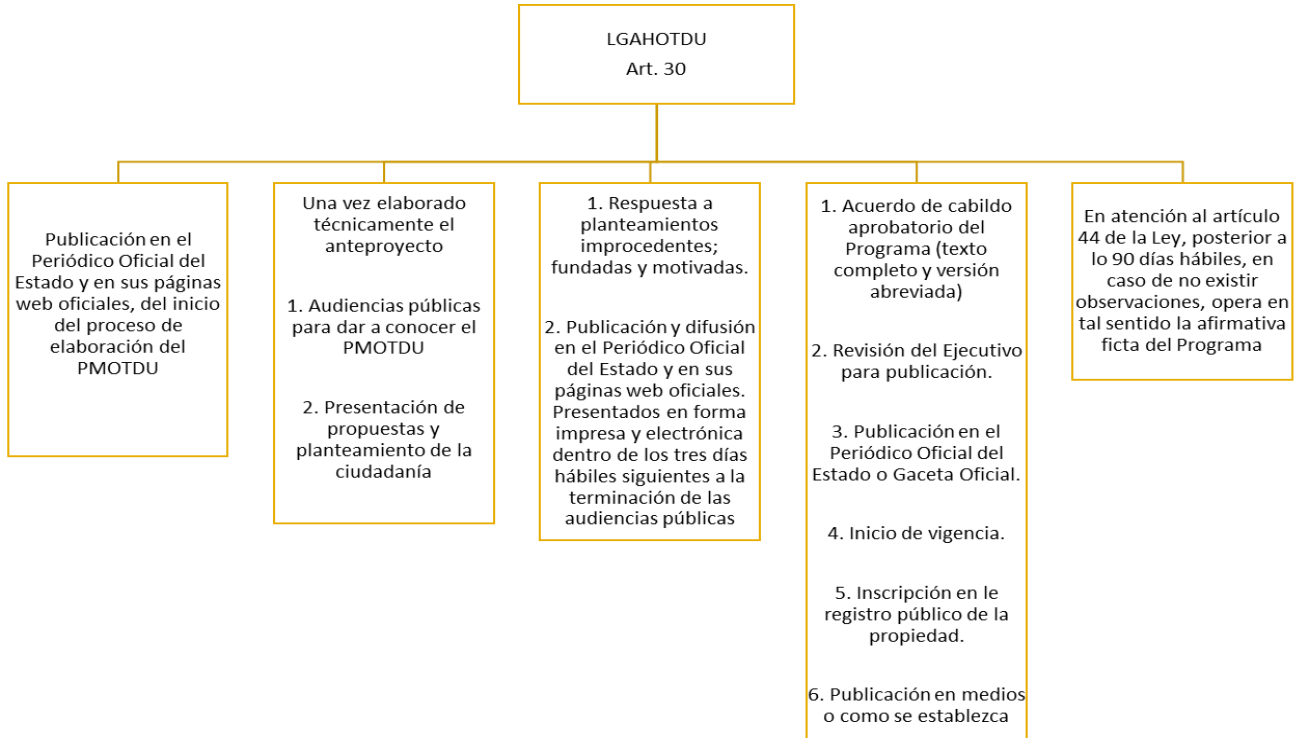 LGAHOTDU
Art. 30
Publicación en el
Periódico Oficial del
Estado y en sus páginas
web oficiales, del inicio
del proceso de
elaboración del
PMOTDU
Una vez elaborado
técnicamente el
anteproyecto
1. Audiencias públicas
para dar a conocer el
PMOTDU
2. Presentación de
propuestas y
planteamiento de la
ciudadanía
1. Respuesta a
planteamientos
improcedentes;
fundadas y motivadas.
2. Publicación y difusión
en el Periódico Oficial
del Estado y en sus
páginas web oficiales.
Presentados en forma
impresa y electrónica
dentro de los tres días
hábiles siguientes a la
terminación de las
audiencias públicas
1. Acuerdo de cabildo
aprobatorio del
Programa (texto
completo y versión
abreviada)
2. Revisión del Ejecutivo
para publicación.
3. Publicación en el
Periódico Oficial del
Estado o Gaceta Oficial.
4. Inicio de vigencia.
5. Inscripción en le
registro público de la
propiedad.
6. Publicación en medios
o como se establezca
En atención al artículo
44 de la Ley, posterior a
lo 90 días hábiles, en
caso de no existir
observaciones, opera en
tal sentido la afirmativa
ficta del Programa